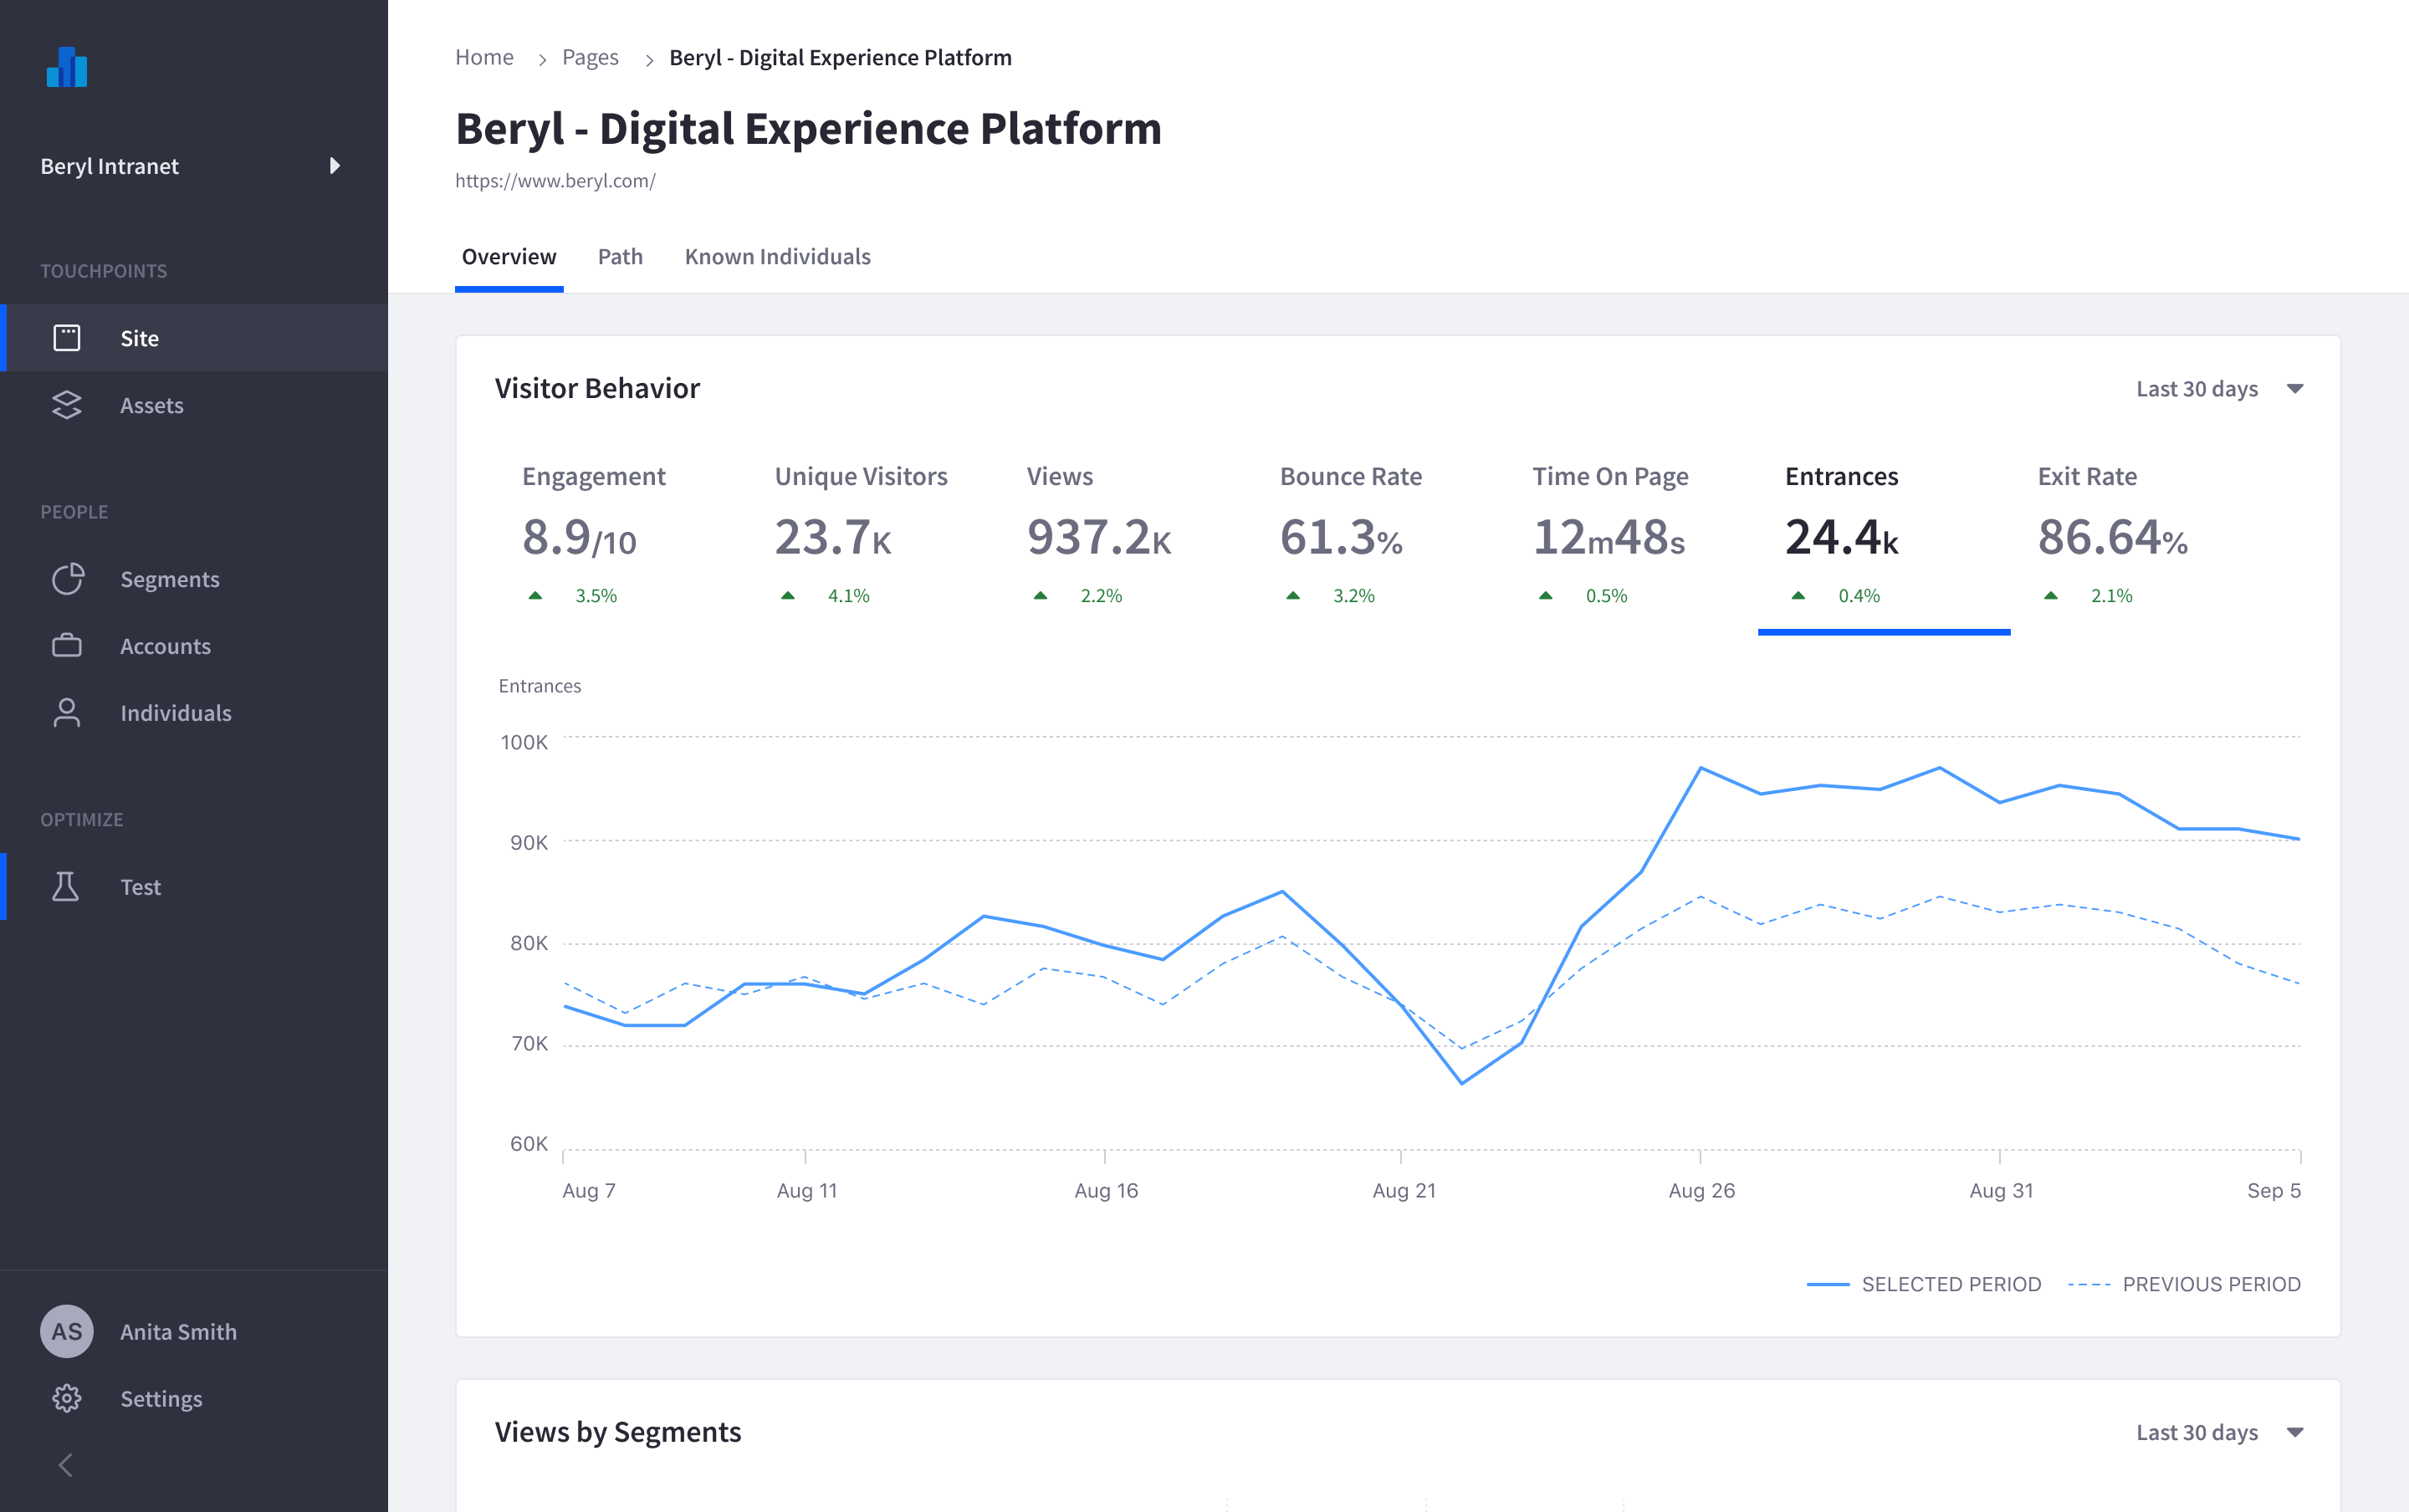 Beryl Intranet
TOUCHPOINTS
Site
Assets
PEOPLE
Segments
Accounts
Individuals
OPTIMIZE
Test
AS Anita Smith
Settings
Home Pages Beryl - Digital Experience Platform
Beryl - Digital Experience Platform
https://www.beryl.com/
Overview Path Known Individuals
Visitor Behavior Last 30 days
Engagement Unique Visitors Views Bounce Rate Time On Page Entrances Exit Rate
8.9/10 23.7K 937.2K 61.3% 12m48s 24.4k 86.64%
3.5% 4.1% 2.2% 3.2% 0.5% 0.4% 2.1%
Entrances
100K
90K
80K
70K
60K
Aug 7 Aug 11 Aug 16 Aug 21 Aug 26 Aug 31 Sep 5
SELECTED PERIOD PREVIOUS PERIOD
Views by Segments Last 30 days